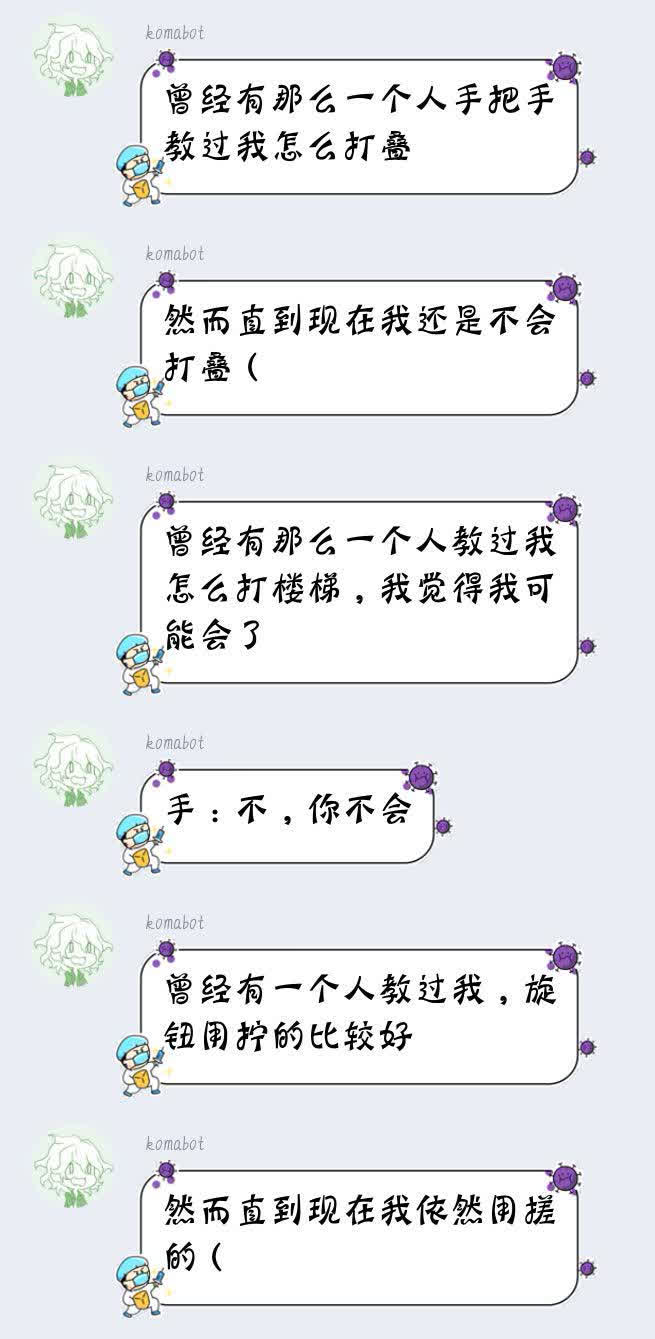 komabot
曾经有那么一个人手把手
教过我怎么打叠
komabot
然而直到现在我还是不会
打叠（
komabot
曾经有那么一个人教过我
怎么打楼梯，我觉得我可
能会了
komabot
手：不，你不会
komabot
曾经有一个人教过我，旋
钮用拧的比较好
komabot
然而直到现在我依然用搓
的（